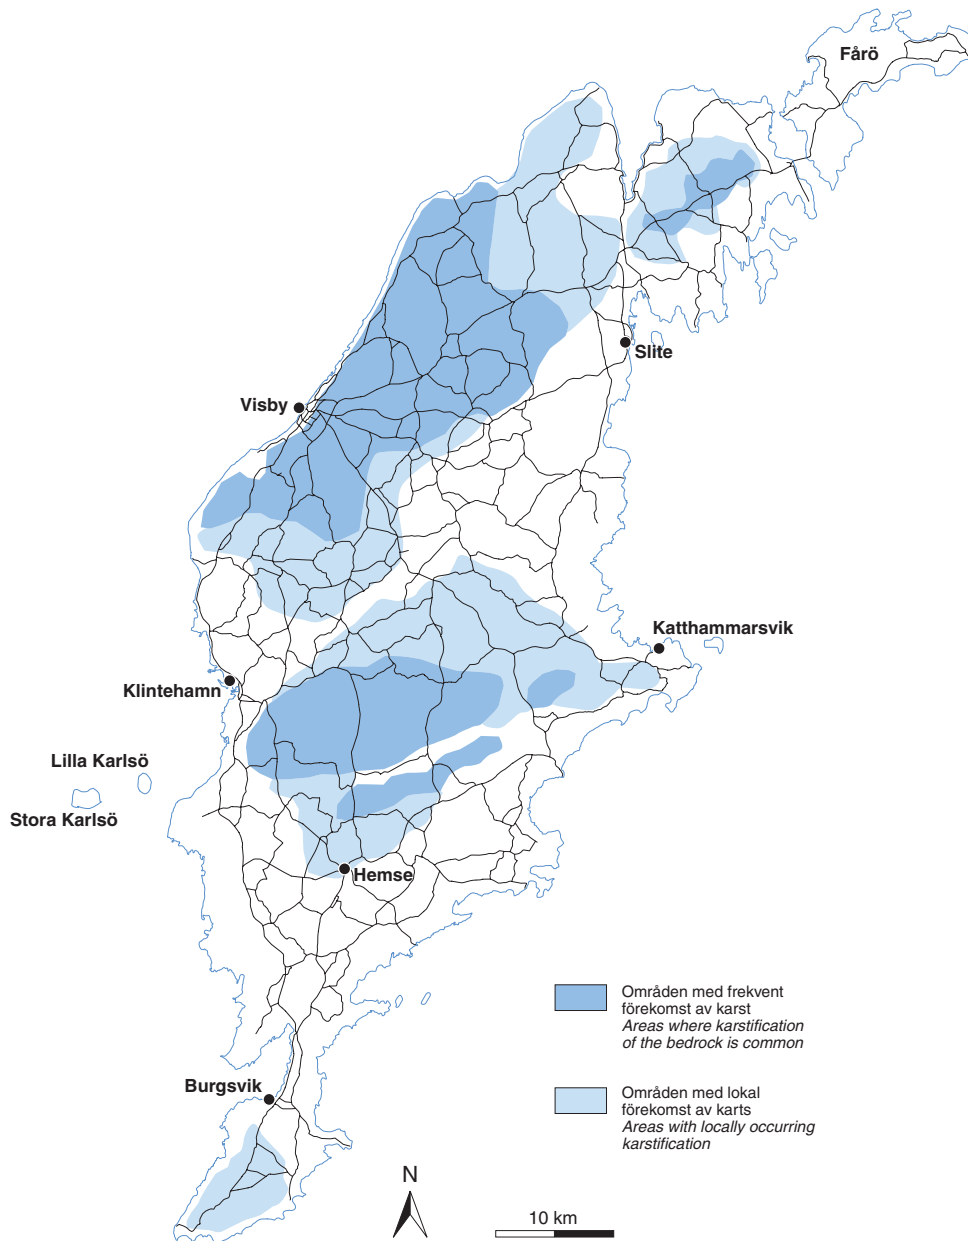 Fårö
Slite
Visby
Katthammarsvik
Klintehamn
Lilla Karlsö
Stora Karlsö
Hemse
Områden med frekvent
förekomst av karst
Areas where karstification
of the bedrock is common
Burgsvik
Områden med lokal
förekomst av karts
Areas with locally occurring
karstification
N
10 km